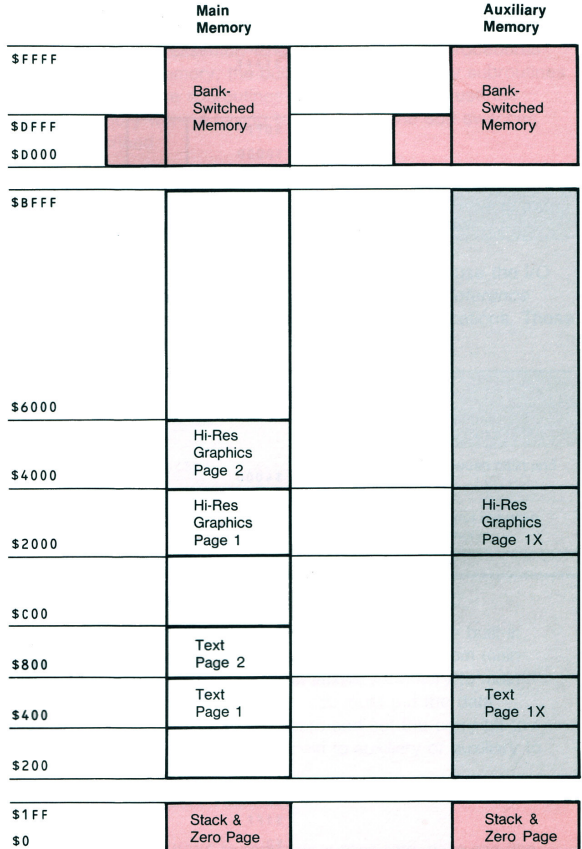 Main
Memory
Auxiliary
Memory
$FFFF
Bank-
Switched
Memory
Bank-
Switched
Memory
$DFFF
$D000
$BFFF
$6000
Hi-Res
Graphics
Page 2
$4000
Hi-Res
Graphics
Page 1
Hi-Res
Graphics
Page 1X
$2000
$C00
Text
Page 2
$800
Text
Page 1
Text
Page 1X
$400
$200
$1FF
Stack &
Zero Page
Stack &
Zero Page
$0